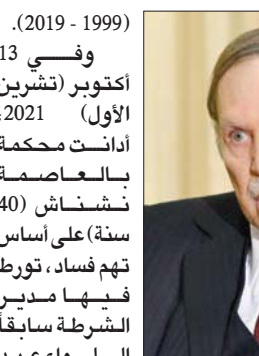 (1999 - 2019).
وفي 13
أكتوبر (تشرين
الأول) 2021،
أدانت محكمة
بالعاصمة
نشناش (40
سنة) على أساس
تهم فساد، تورط
فيها مدير
الشرطة سابقاً